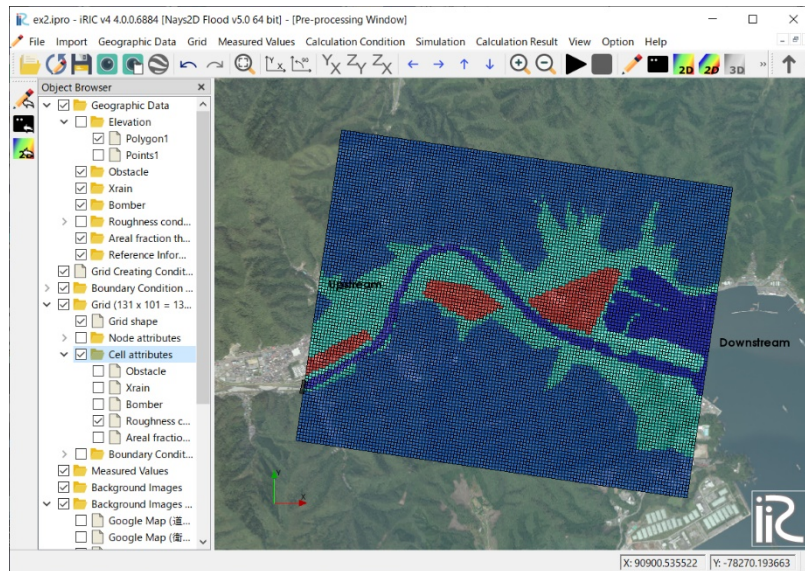 ex2.ipro - iRIC v4 4.0.0.6884 [Nays2D Flood v5.0 64 bit] - [Pre-processing Window]
File Import Geographic Data Grid Measured Values Calculation Condition Simulation Calculation Result View Option Help
Object Browser
Geographic Data
Elevation
Polygon1
Points1
Obstacle
Xrain
Bomber
Roughness cond...
Areal fraction th...
Reference Infor...
Grid Creating Condit...
Boundary Condition ...
Grid (131 x 101 = 13...
Grid shape
Node attributes
Cell attributes
Obstacle
Xrain
Bomber
Roughness c...
Areal fractio...
Boundary Condit...
Measured Values
Background Images
Background Images ...
Google Map (道...
Google Map (衛...
Upstream
Downstream
Y
X
iRIC
X: 90900.535522 Y: -78270.193663